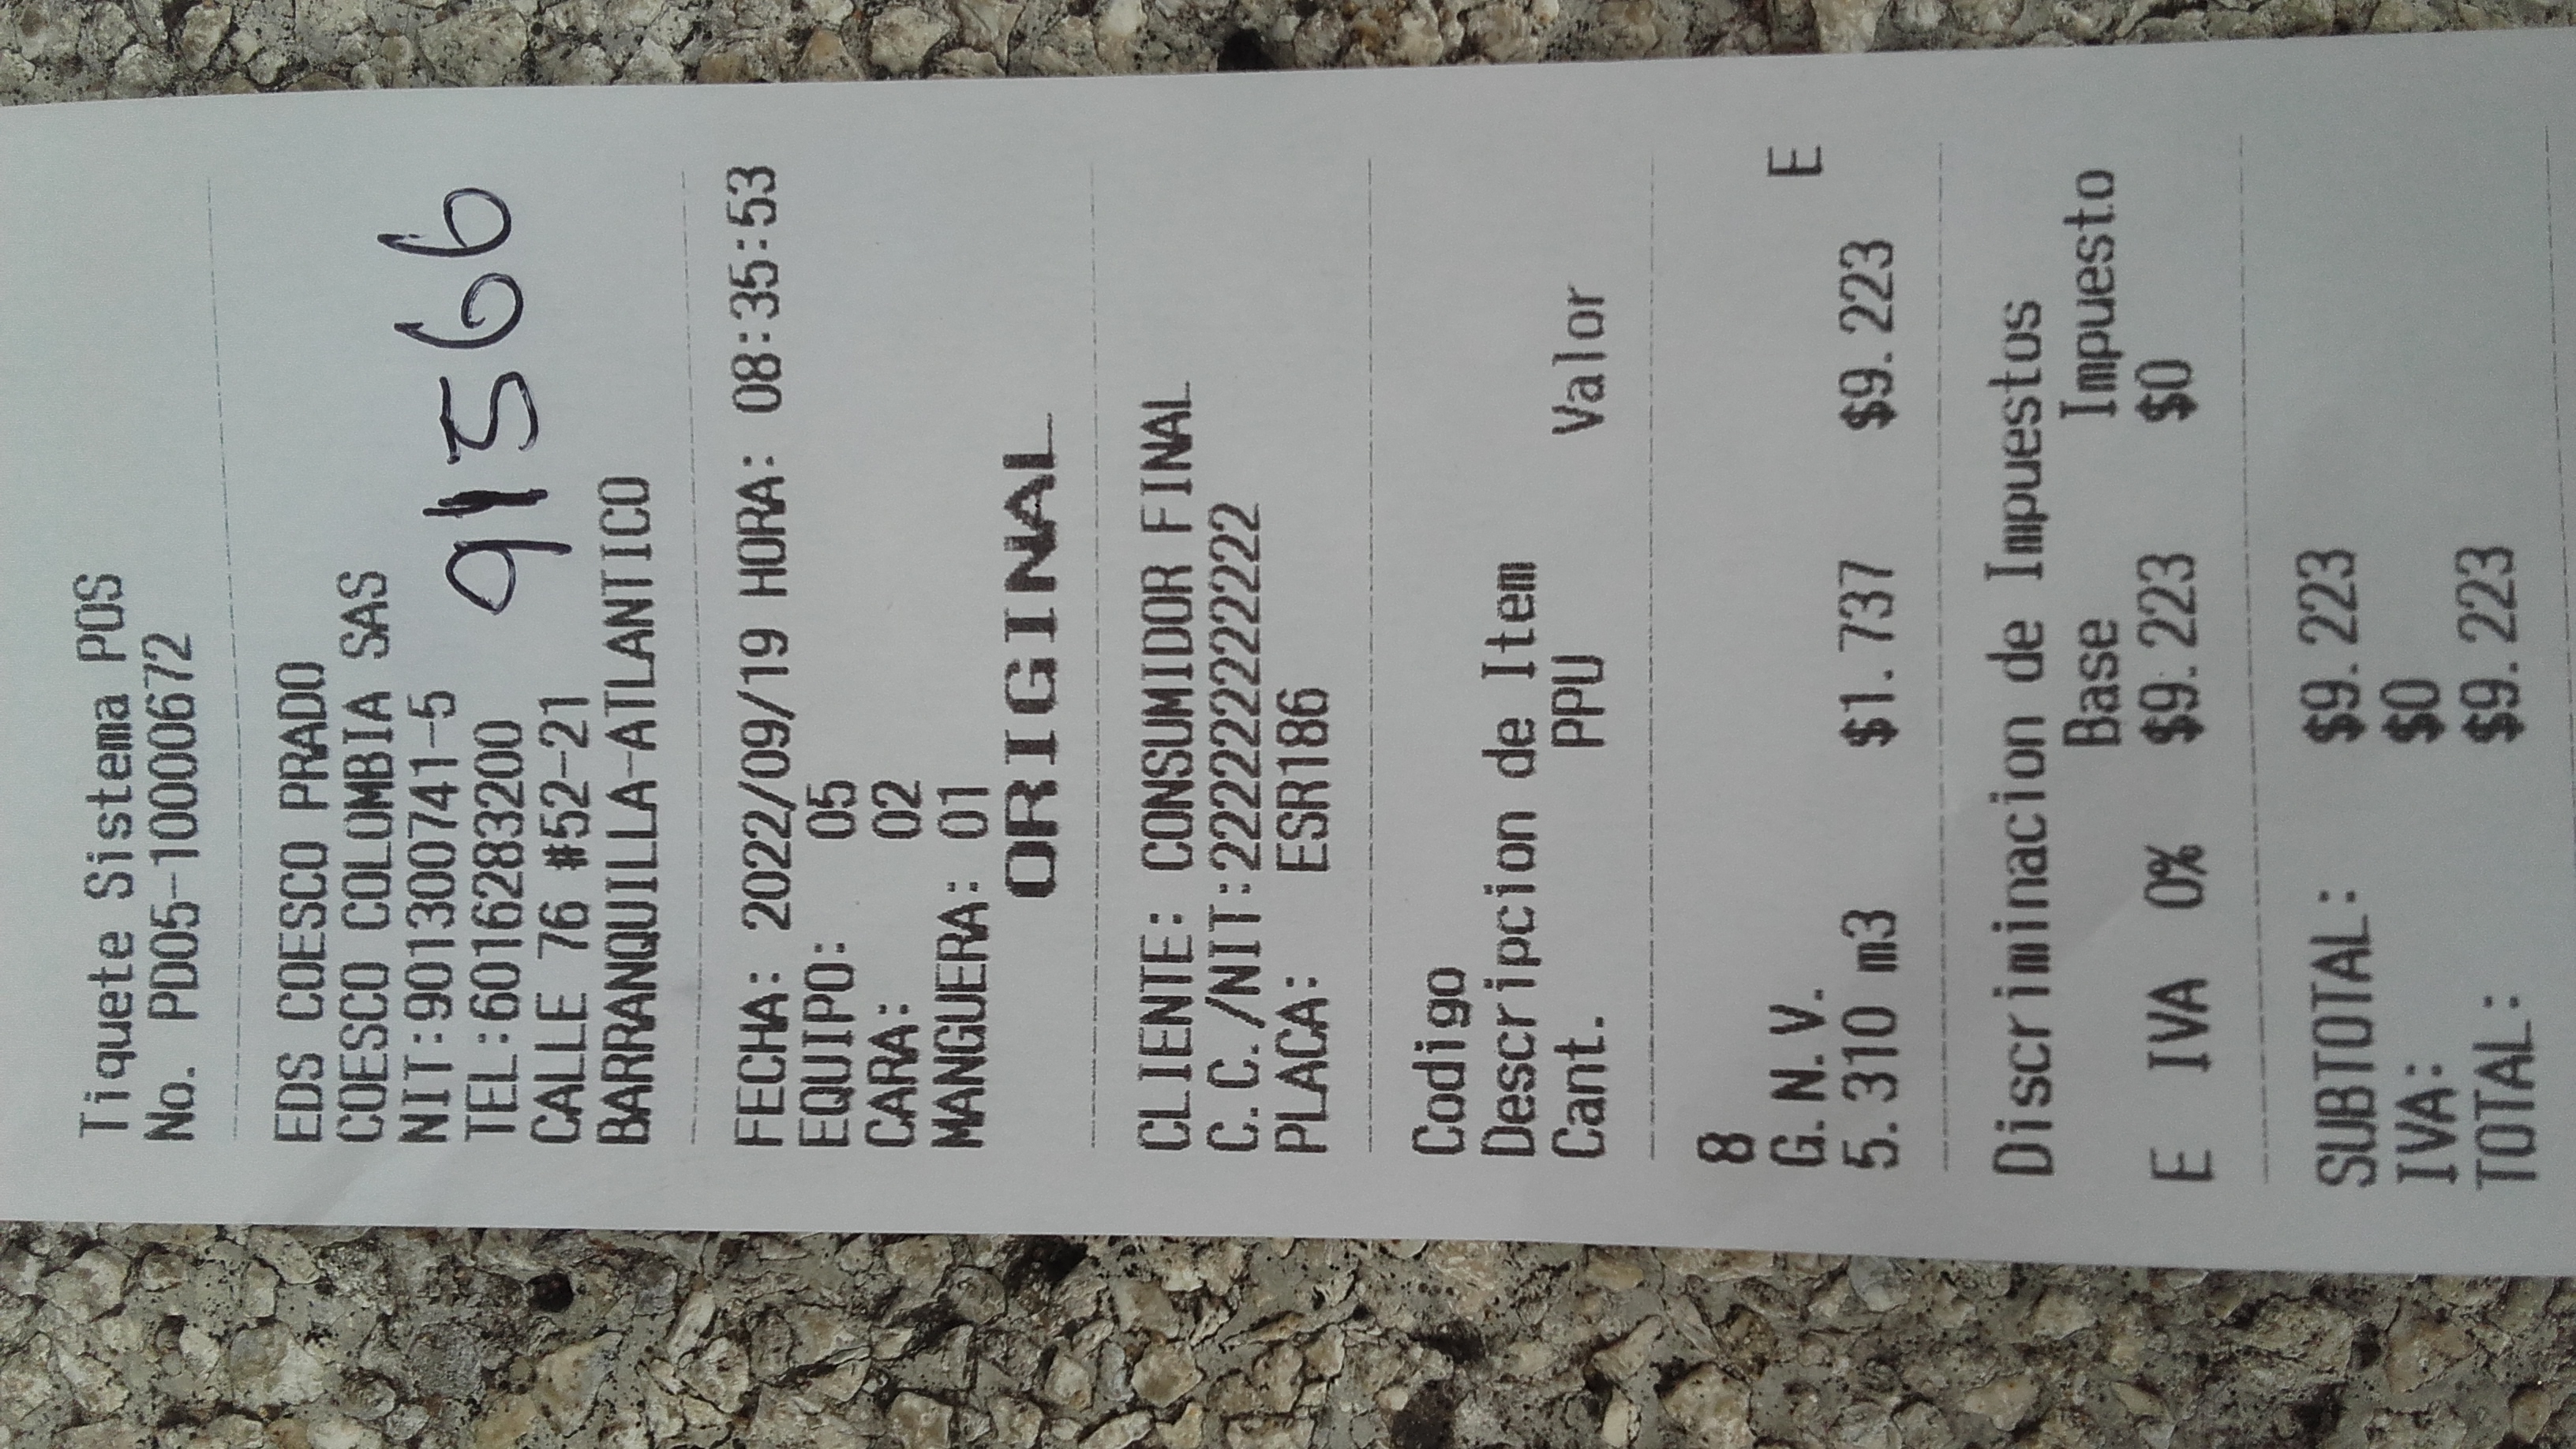 Tiquete Sistema POS
No. PD05-10000672
EDS COESCO PRADO
COESCO COLOMBIA SAS
NIT:901300741-5
TEL:6016283200
CALLE 76 #52-21
BARRANQUILLA-ATLANTICO
91566
FECHA: 2022/09/19 HORA: 08:35:53
EQUIPO: 05
CARA: 02
MANGUERA: 01
ORIGINAL
CLIENTE: CONSUMIDOR FINAL
C.C./NIT:222222222222
PLACA: ESR186
Codigo
Descripcion de Item
Cant. PPU Valor
8
G.N.V. E
5.310 m3 $1.737 $9.223
Discriminacion de Impuestos
Base Impuesto
E IVA 0% $9.223 $0
SUBTOTAL: $9.223
IVA: $0
TOTAL: $9.223